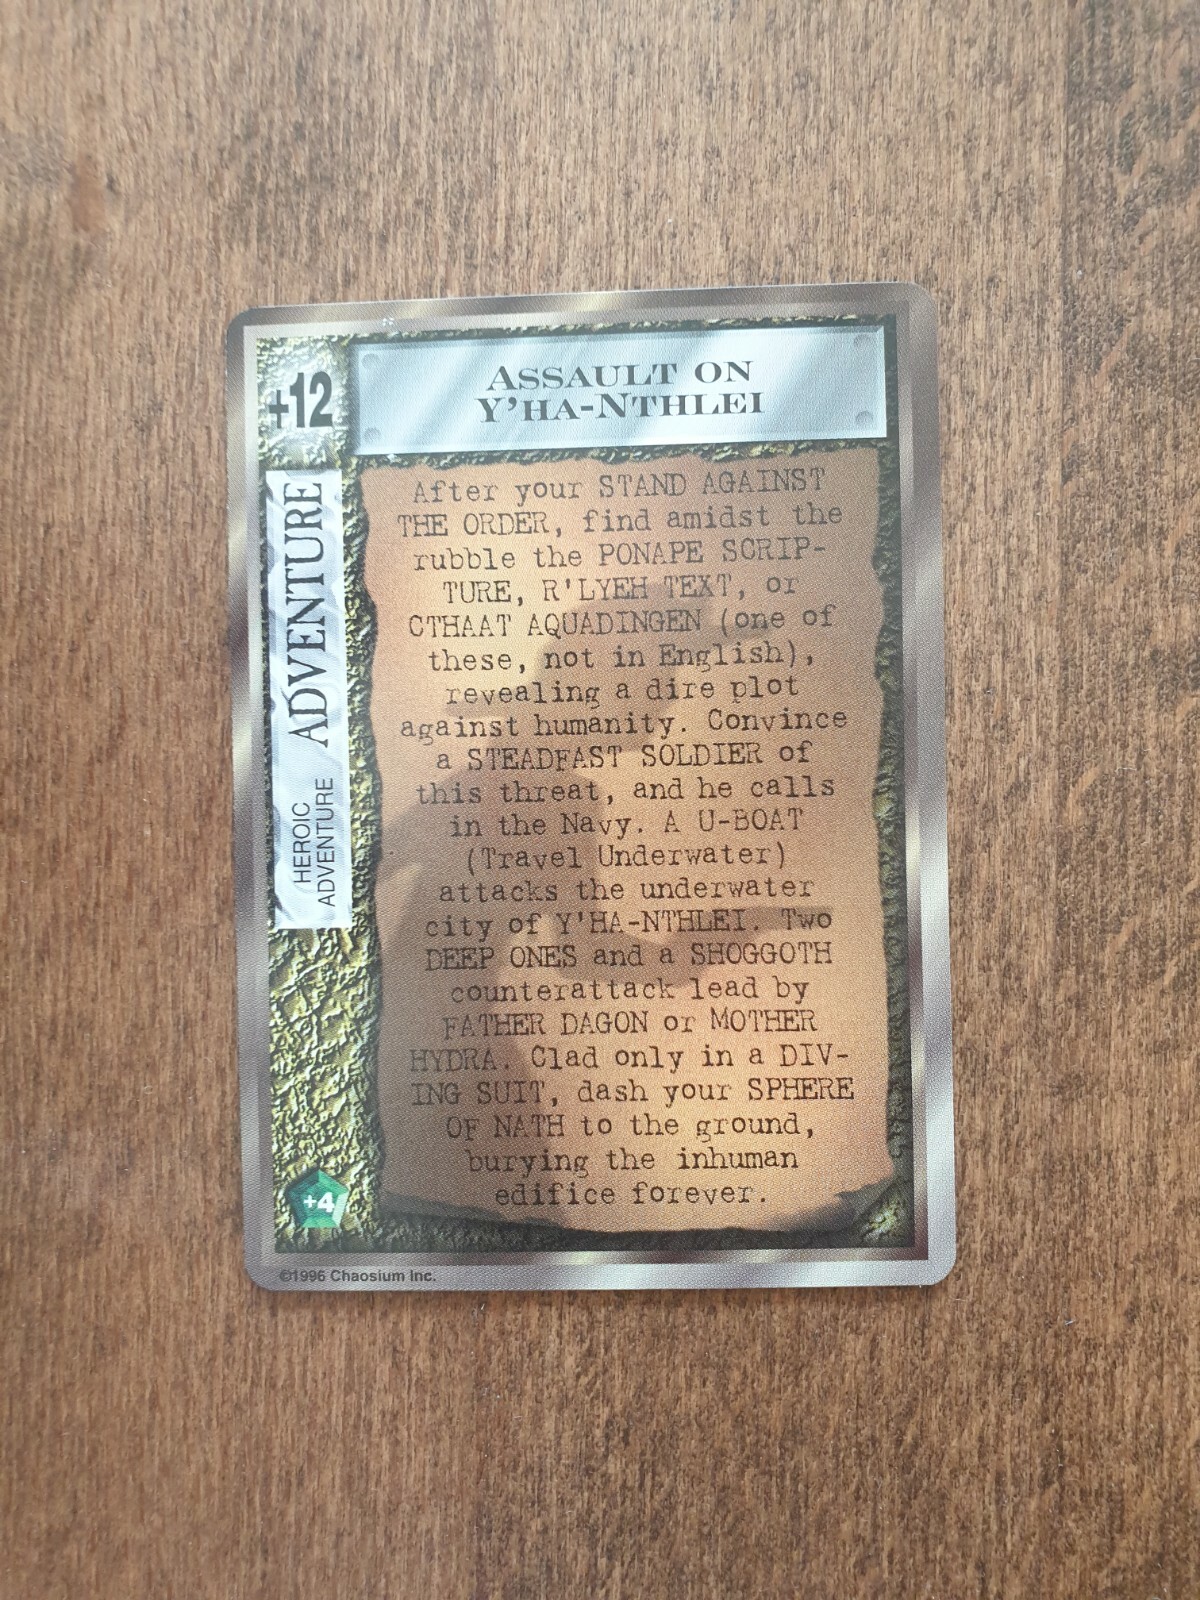 +12
ASSAULT ON
Y'HA-NTHLEI
ADVENTURE
HEROIC
ADVENTURE
After your STAND AGAINST
THE ORDER, find amidst the
rubble the PONAPE SCRIP-
TURE, R'LYEH TEXT, or
CTHAAT AQUADINGEN (one of
these, not in English),
revealing a dire plot
against humanity. Convince
a STEADFAST SOLDIER of
this threat, and he calls
in the Navy. A U-BOAT
(Travel Underwater)
attacks the underwater
city of Y'HA-NTHLEI. Two
DEEP ONES and a SHOGGOTH
counterattack lead by
FATHER DAGON or MOTHER
HYDRA. Clad only in a DIV-
ING SUIT, dash your SPHERE
OF NATH to the ground,
burying the inhuman
edifice forever.
+4
©1996 Chaosium Inc.